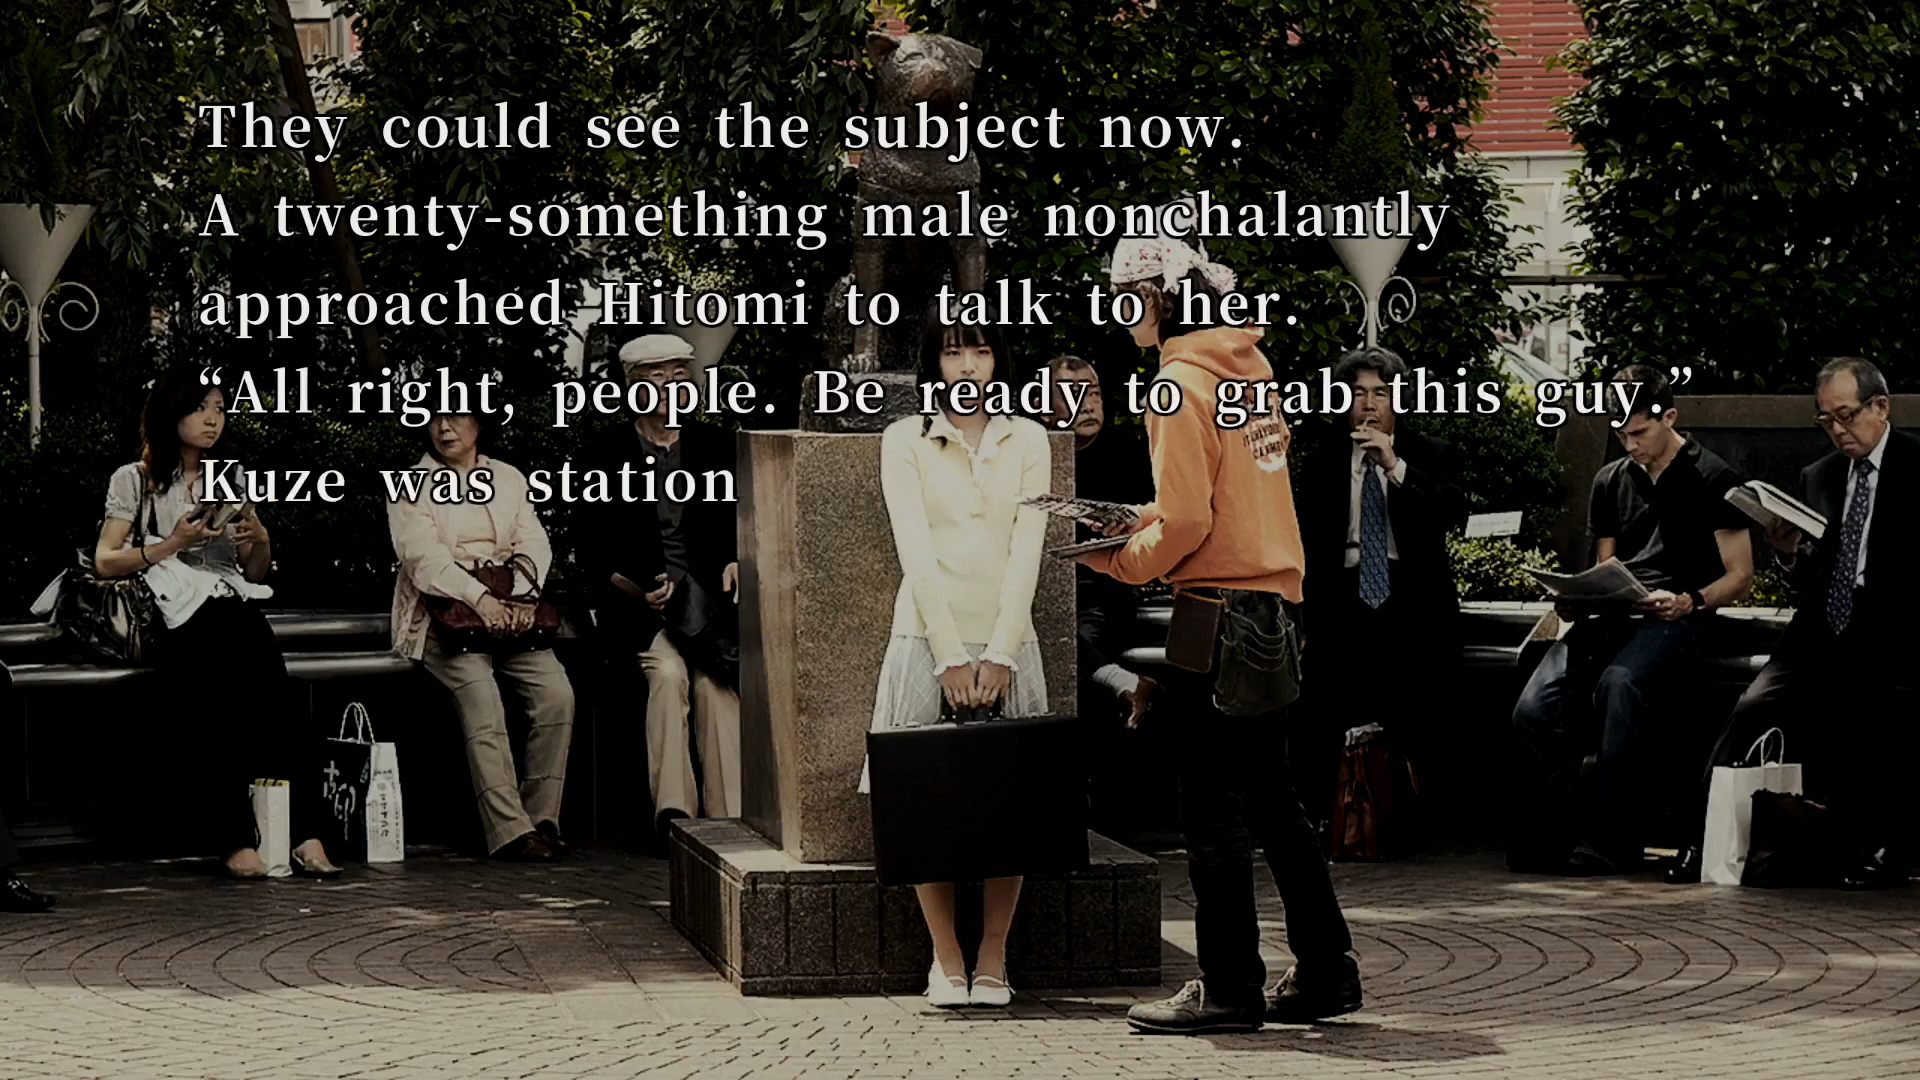 They could see the subject now.
A twenty-something male nonchalantly
approached Hitomi to talk to her.
“All right, people. Be ready to grab this guy.”
Kuze was station